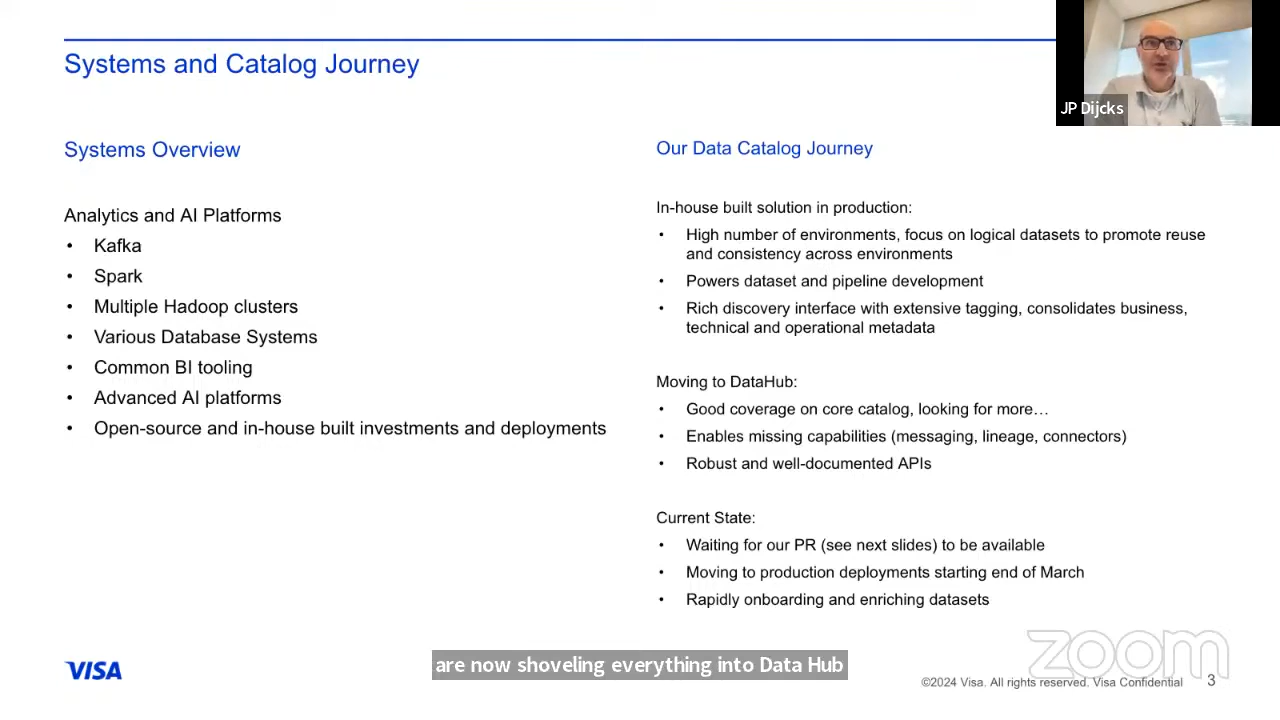 Systems and Catalog Journey
JP Dijcks
Systems Overview
Analytics and AI Platforms
• Kafka
• Spark
• Multiple Hadoop clusters
• Various Database Systems
• Common BI tooling
• Advanced AI platforms
• Open-source and in-house built investments and deployments
Our Data Catalog Journey
In-house built solution in production:
• High number of environments, focus on logical datasets to promote reuse
and consistency across environments
• Powers dataset and pipeline development
• Rich discovery interface with extensive tagging, consolidates business,
technical and operational metadata
Moving to DataHub:
• Good coverage on core catalog, looking for more…
• Enables missing capabilities (messaging, lineage, connectors)
• Robust and well-documented APIs
Current State:
• Waiting for our PR (see next slides) to be available
• Moving to production deployments starting end of March
• Rapidly onboarding and enriching datasets
VISA
are now shoveling everything into Data Hub
zoom
©2024 Visa. All rights reserved. Visa Confidential
3